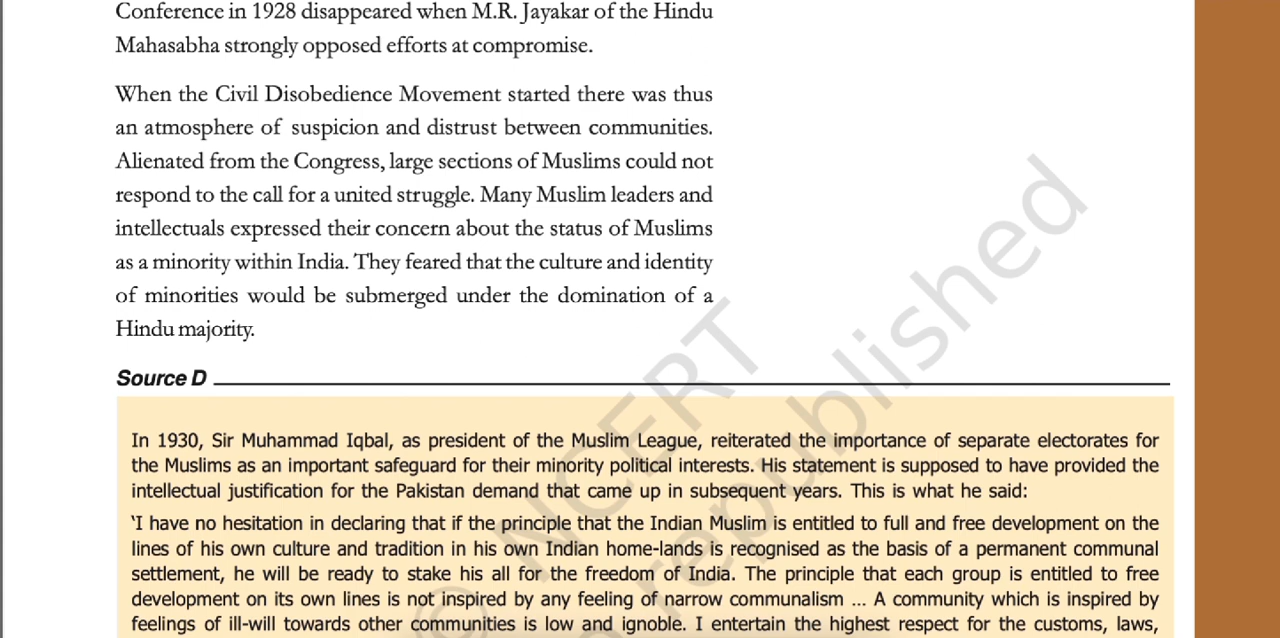 Conference in 1928 disappeared when M.R. Jayakar of the Hindu
Mahasabha strongly opposed efforts at compromise.
When the Civil Disobedience Movement started there was thus
an atmosphere of suspicion and distrust between communities.
Alienated from the Congress, large sections of Muslims could not
respond to the call for a united struggle. Many Muslim leaders and
intellectuals expressed their concern about the status of Muslims
as a minority within India. They feared that the culture and identity
of minorities would be submerged under the domination of a
Hindu majority.
Source D
In 1930, Sir Muhammad Iqbal, as president of the Muslim League, reiterated the importance of separate electorates for
the Muslims as an important safeguard for their minority political interests. His statement is supposed to have provided the
intellectual justification for the Pakistan demand that came up in subsequent years. This is what he said:
‘I have no hesitation in declaring that if the principle that the Indian Muslim is entitled to full and free development on the
lines of his own culture and tradition in his own Indian home-lands is recognised as the basis of a permanent communal
settlement, he will be ready to stake his all for the freedom of India. The principle that each group is entitled to free
development on its own lines is not inspired by any feeling of narrow communalism ... A community which is inspired by
feelings of ill-will towards other communities is low and ignoble. I entertain the highest respect for the customs, laws,
© NCERT
republished